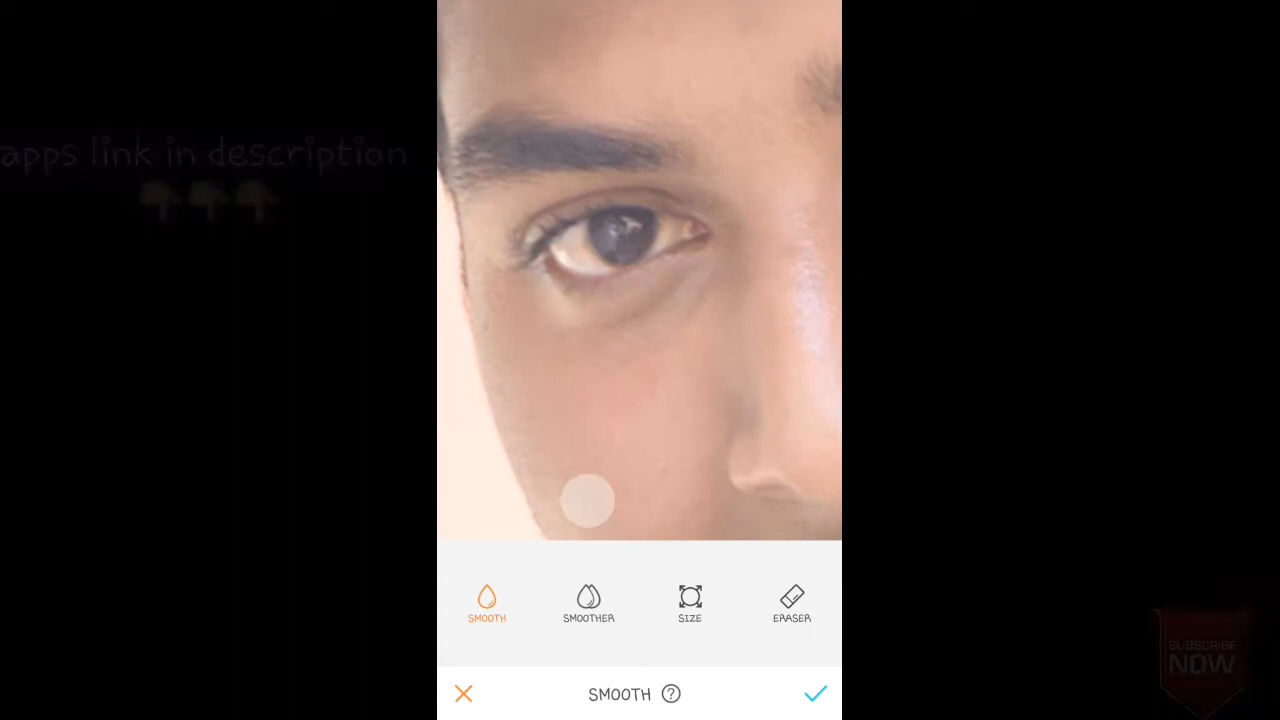 apps link in description
SMOOTH
SMOOTHER
SIZE
ERASER
SMOOTH ?
SUBSCRIBE
NOW